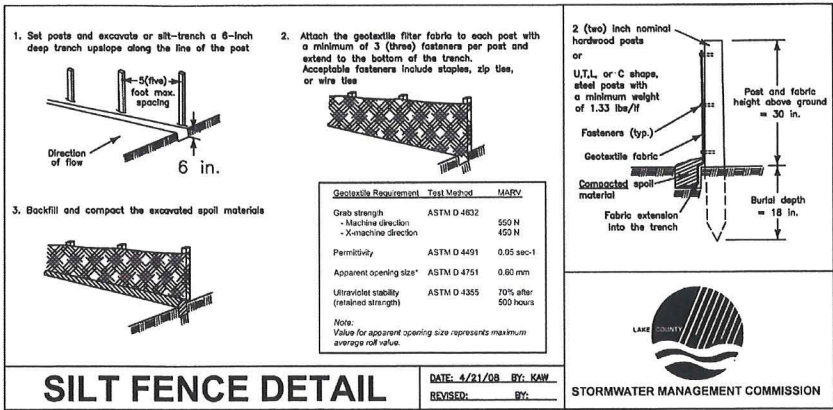 1. Set posts and excavate or silt-trench a 6-inch
deep trench upslope along the line of the post
5(five)
foot max.
spacing
Direction
of flow
6 in.
2. Attach the geotextile filter fabric to each post with
a minimum of 3 (three) fasteners per post and
extend to the bottom of the trench.
Acceptable fasteners include staples, zip ties,
or wire ties
3. Backfill and compact the excavated spoil materials
Geotextile Requirement Test Method MARV
Grab strength ASTM D 4632
- Machine direction 550 N
- X-machine direction 450 N
Permittivity ASTM D 4491 0.05 sec-1
Apparent opening size* ASTM D 4751 0.60 mm
Ultraviolet stability ASTM D 4355 70% after
(retained strength) 500 hours
Note:
Value for apparent opening size represents maximum
average roll value.
2 (two) inch nominal
hardwood posts
or
U,T,L, or C shape,
steel posts with
a minimum weight
of 1.33 lbs/lf
Fasteners (typ.)
Geotextile fabric
Compacted spoil
material
Fabric extension
into the trench
Post and fabric
height above ground
= 30 in.
Burial depth
= 18 in.
LAKE COUNTY
STORMWATER MANAGEMENT COMMISSION
SILT FENCE DETAIL
DATE: 4/21/08 BY: KAW
REVISED: BY: